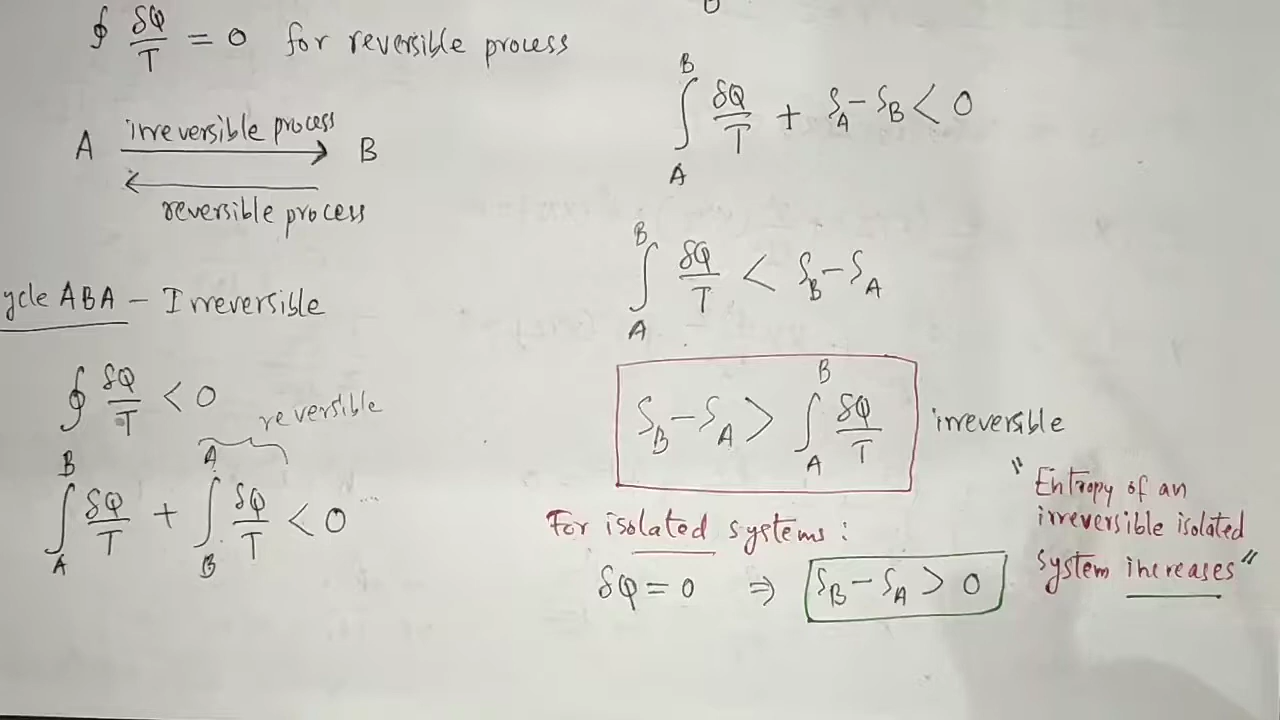 ∮ δQ/T = 0 for reversible process
A irreversible process → B
← reversible process
ycle ABA – Irreversible
∮ δQ/T < 0
reversible
∫_A^B δQ/T + ∫_B^A δQ/T < 0
∫_A^B δQ/T + S_A – S_B < 0
∫_A^B δQ/T < S_B – S_A
S_B – S_A > ∫_A^B δQ/T irreversible
For isolated systems :
δQ = 0 ⇒ S_B – S_A > 0
"Entropy of an
irreversible isolated
system increases"